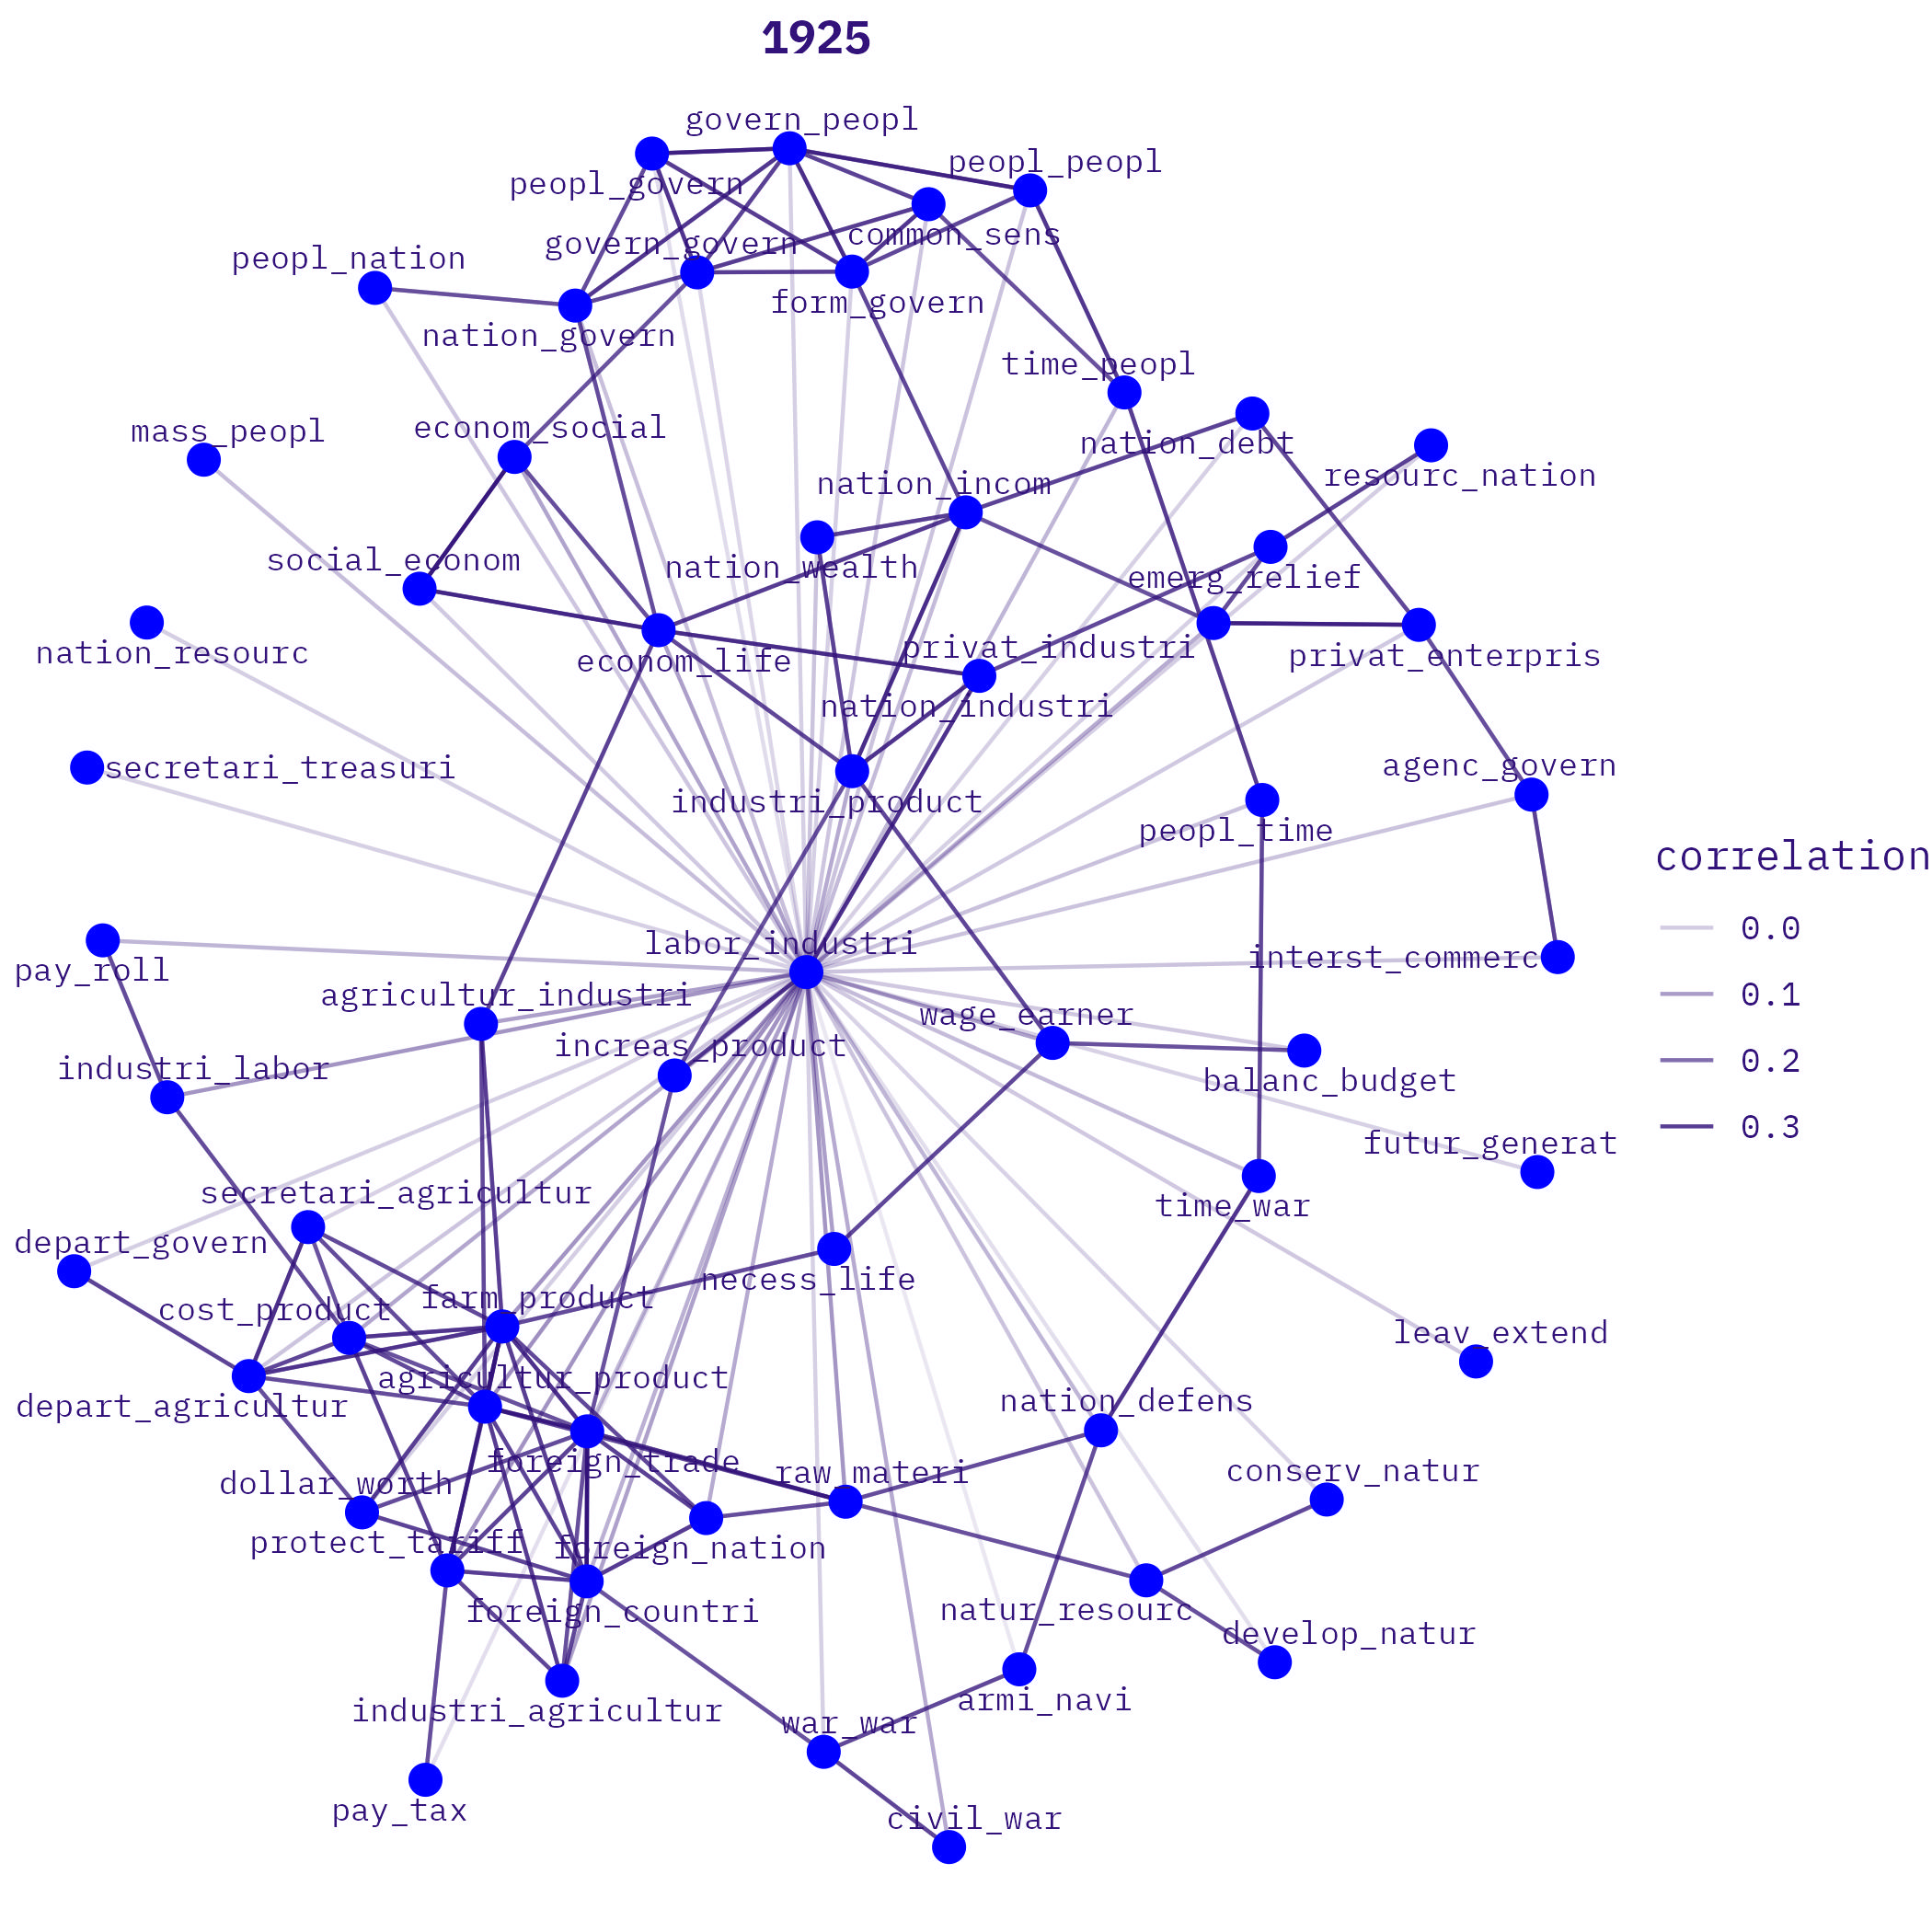 1925
govern_peopl
peopl_peopl
peopl_govern
common_sens
govern_govern
peopl_nation
form_govern
nation_govern
time_peopl
mass_peopl
econom_social
nation_debt
resourc_nation
nation_incom
social_econom
nation_wealth
emerg_relief
nation_resourc
econom_life
privat_industri
privat_enterpris
nation_industri
secretari_treasuri
agenc_govern
industri_product
peopl_time
correlation
0.0
labor_industri
interst_commerc
pay_roll
agricultur_industri
0.1
wage_earner
increas_product
0.2
industri_labor
balanc_budget
0.3
futur_generat
secretari_agricultur
time_war
depart_govern
necess_life
cost_product
farm_product
leav_extend
agricultur_product
depart_agricultur
nation_defens
foreign_trade
raw_materi
conserv_natur
dollar_worth
protect_tariff
foreign_nation
foreign_countri
natur_resourc
develop_natur
armi_navi
industri_agricultur
war_war
pay_tax
civil_war